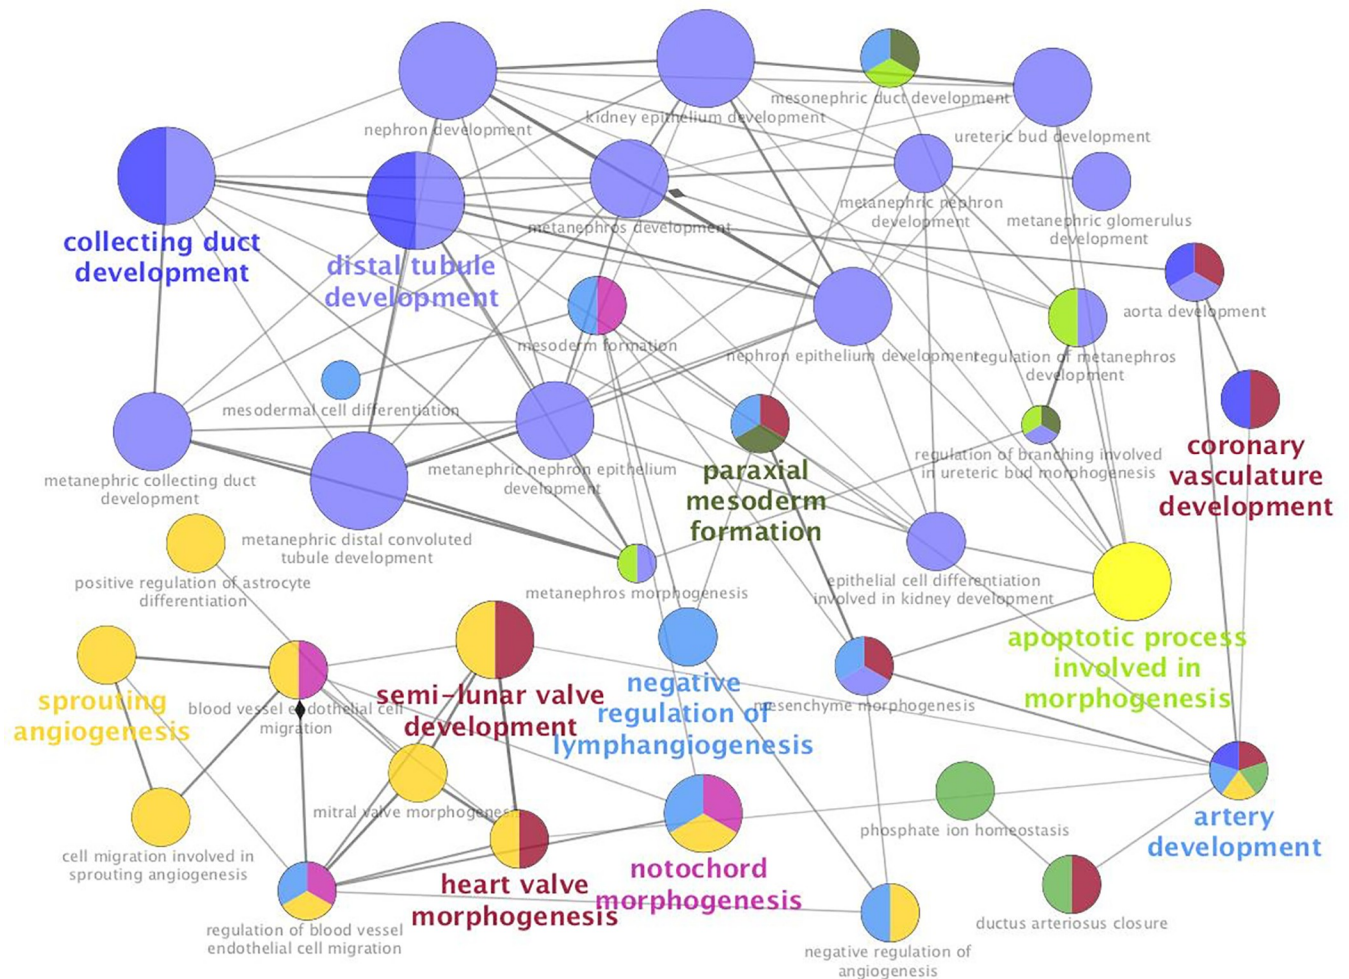 mesonephric duct development
nephron development
kidney epithelium development
ureteric bud development
metanephric nephron
development
metanephric glomerulus
development
metanephros development
collecting duct
development
distal tubule
development
aorta development
mesoderm formation
nephron epithelium development
regulation of metanephros
development
mesodermal cell differentiation
coronary
vasculature
development
regulation of branching involved
in ureteric bud morphogenesis
metanephric nephron epithelium
development
paraxial
mesoderm
formation
metanephric collecting duct
development
metanephric distal convoluted
tubule development
positive regulation of astrocyte
differentiation
metanephros morphogenesis
epithelial cell differentiation
involved in kidney development
apoptotic process
involved in
morphogenesis
sprouting
angiogenesis
blood vessel endothelial cell
migration
semi-lunar valve
development
negative
regulation of
lymphangiogenesis
mesenchyme morphogenesis
mitral valve morphogenesis
phosphate ion homeostasis
artery
development
cell migration involved in
sprouting angiogenesis
heart valve
morphogenesis
notochord
morphogenesis
ductus arteriosus closure
regulation of blood vessel
endothelial cell migration
negative regulation of
angiogenesis